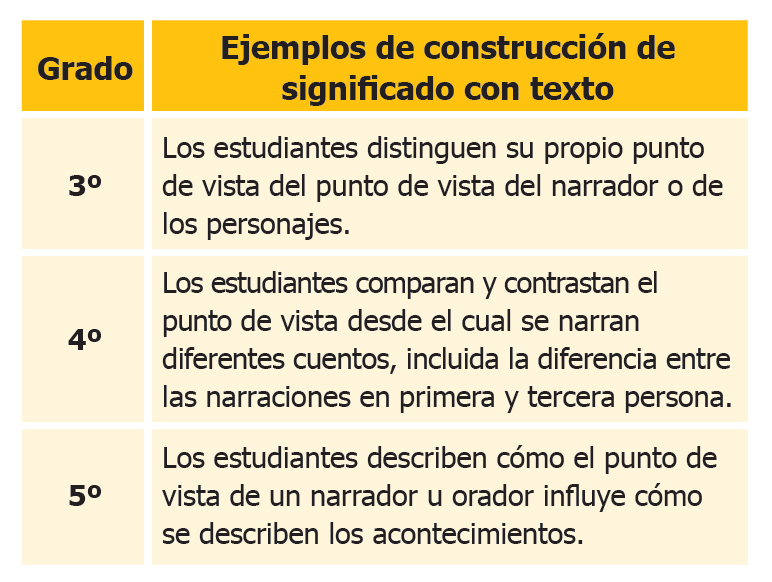 Grado
Ejemplos de construcción de
significado con texto
3º
Los estudiantes distinguen su propio punto
de vista del punto de vista del narrador o de
los personajes.
4º
Los estudiantes comparan y contrastan el
punto de vista desde el cual se narran
diferentes cuentos, incluida la diferencia entre
las narraciones en primera y tercera persona.
5º
Los estudiantes describen cómo el punto de
vista de un narrador u orador influye cómo
se describen los acontecimientos.